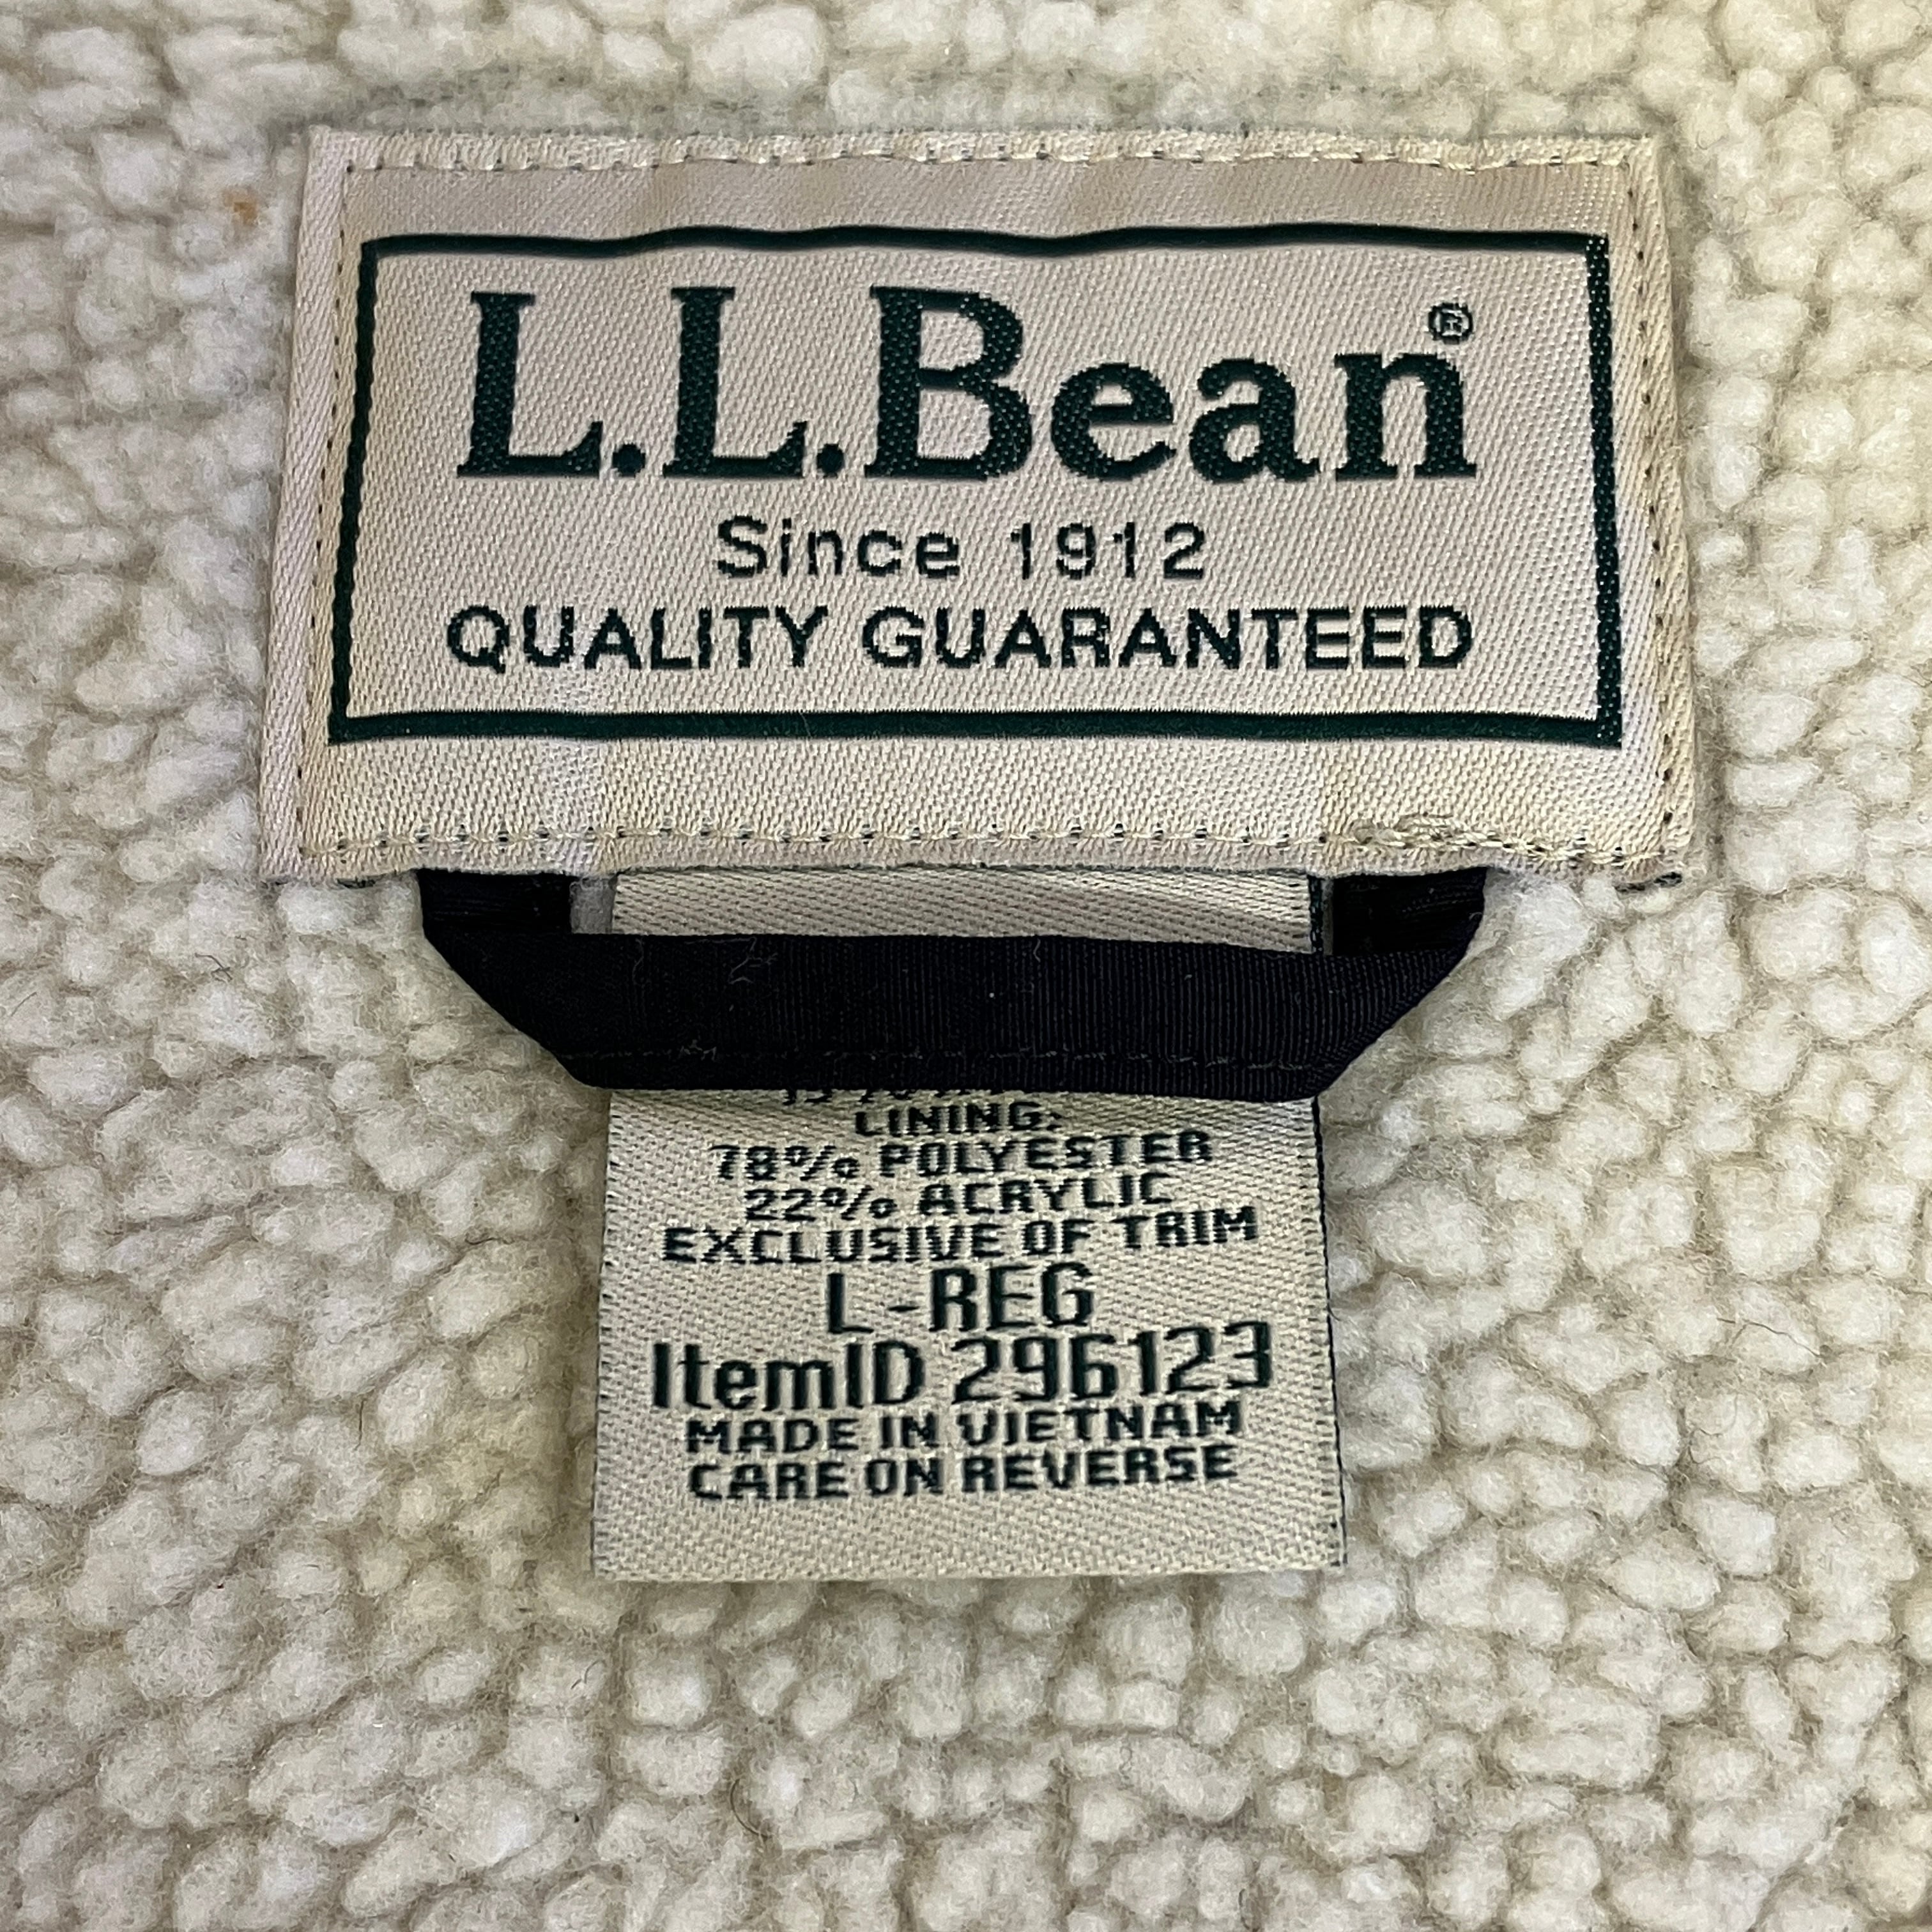 L.L.Bean®
Since 1912
QUALITY GUARANTEED
LINING:
78% POLYESTER
22% ACRYLIC
EXCLUSIVE OF TRIM
L-REG
ItemID 296123
MADE IN VIETNAM
CARE ON REVERSE